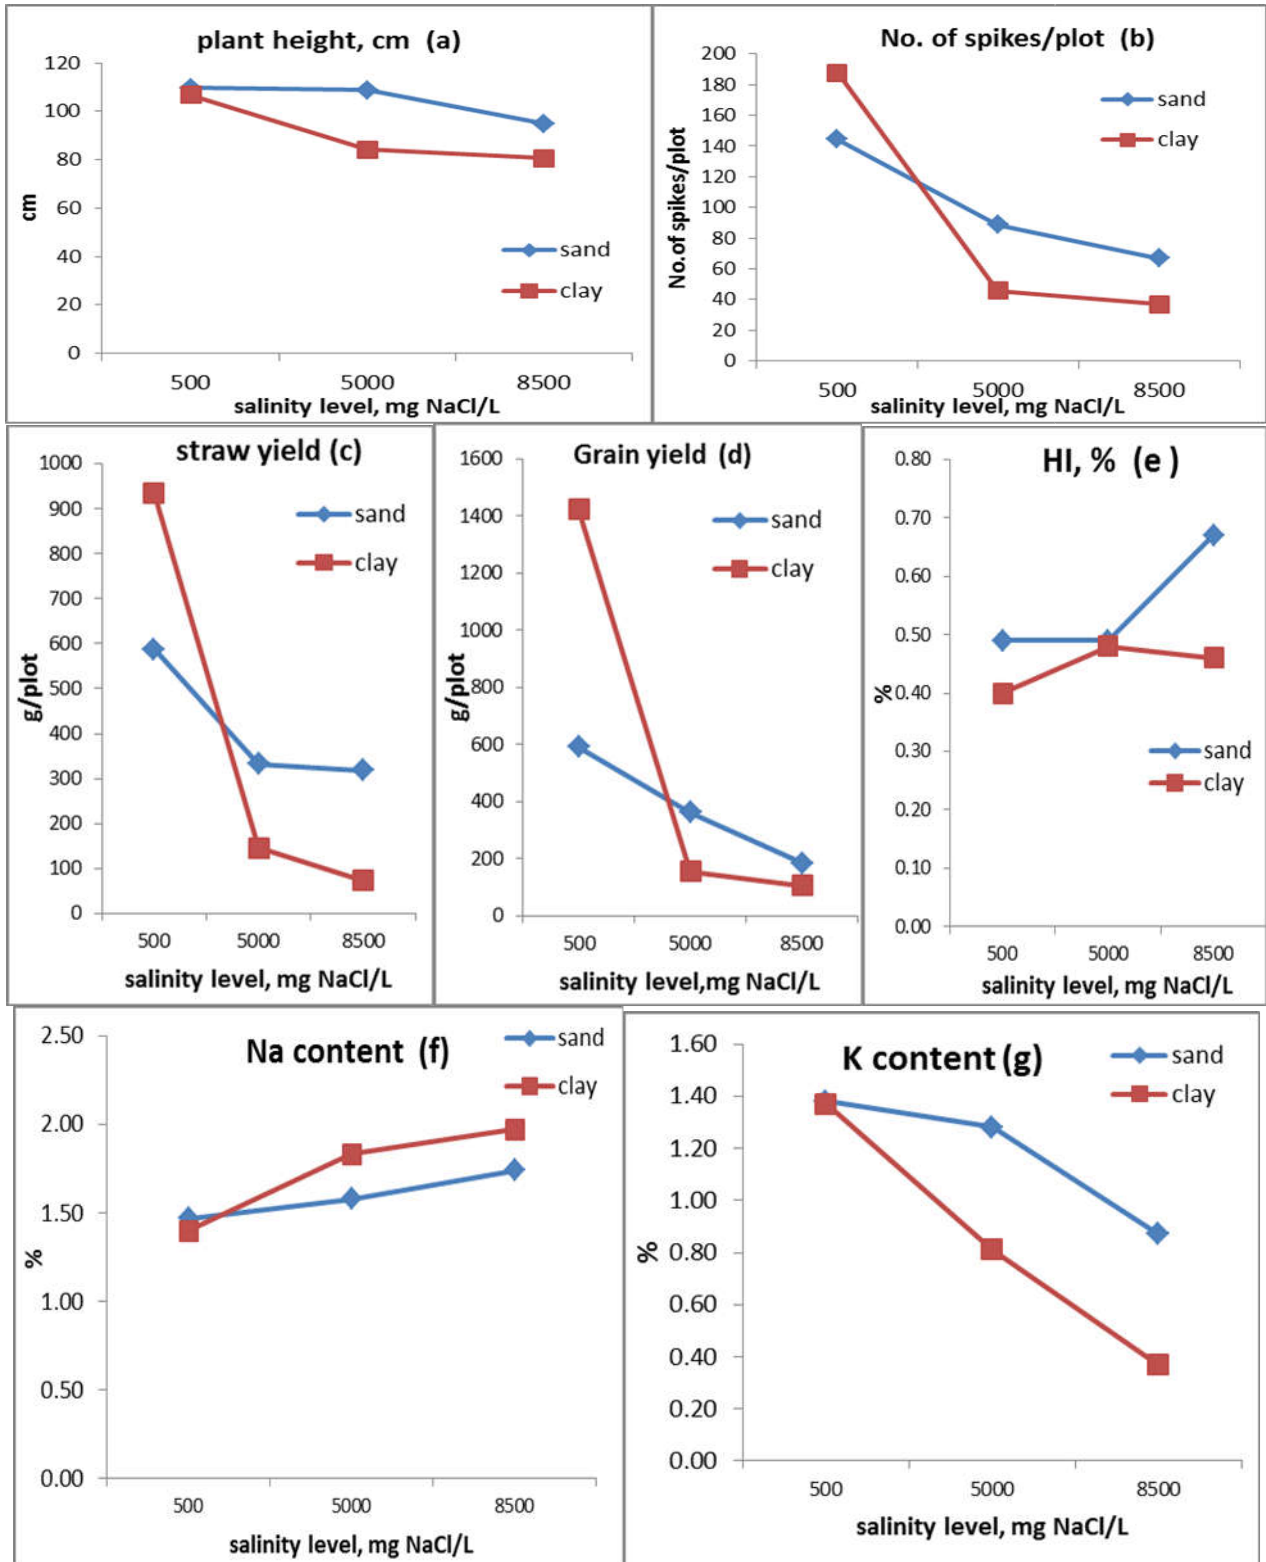 plant height, cm (a)
cm
120
100
80
60
40
20
0
sand
clay
500 5000 8500
salinity level, mg NaCl/L
No. of spikes/plot (b)
No.of spikes/plot
200
180
160
140
120
100
80
60
40
20
0
sand
clay
500 5000 8500
salinity level, mg NaCl/L
straw yield (c)
g/plot
1000
900
800
700
600
500
400
300
200
100
0
sand
clay
500 5000 8500
salinity level, mg NaCl/L
Grain yield (d)
g/plot
1600
1400
1200
1000
800
600
400
200
0
sand
clay
500 5000 8500
salinity level,mg NaCl/L
HI, % (e )
%
0.80
0.70
0.60
0.50
0.40
0.30
0.20
0.10
0.00
sand
clay
500 5000 8500
salinity level, mg NaCl/L
Na content (f)
%
2.50
2.00
1.50
1.00
0.50
0.00
sand
clay
500 5000 8500
salinity level, mg NaCl/L
K content (g)
%
1.60
1.40
1.20
1.00
0.80
0.60
0.40
0.20
0.00
sand
clay
500 5000 8500
salinity level, mg NaCl/L